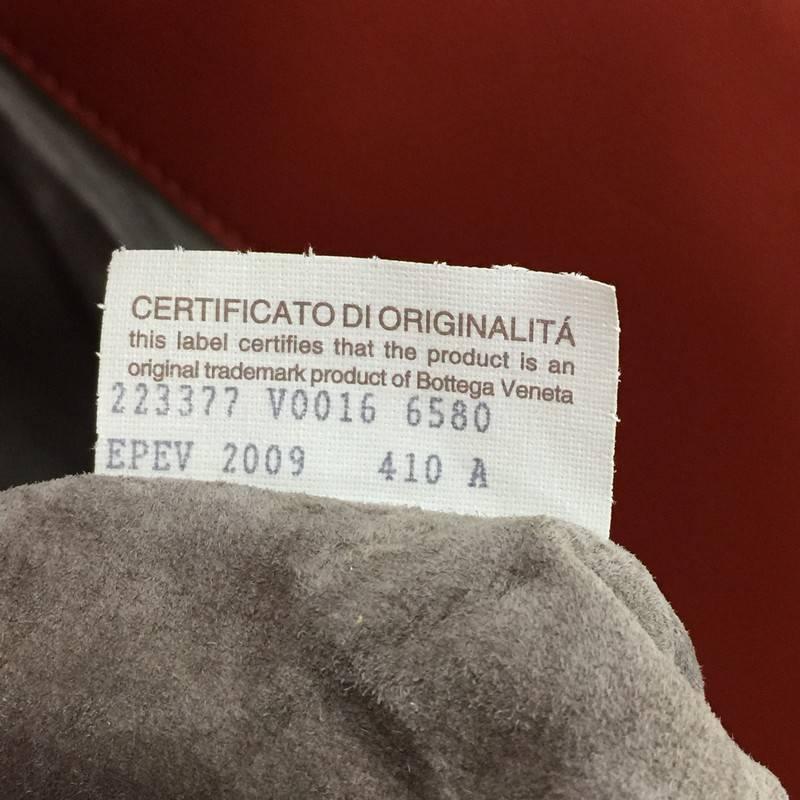 CERTIFICATO DI ORIGINALITÁ
this label certifies that the product is an
original trademark product of Bottega Veneta
223377 V0016 6580
EPEV 2009 410 A